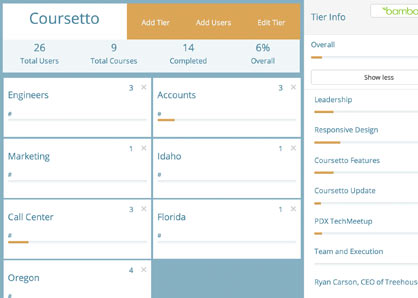 Coursetto
Add Tier
Add Users
Edit Tier
26
9
14
6%
Total Users
Total Courses
Completed
Overall
Engineers
3 ×
#
Accounts
3 ×
#
Marketing
1 ×
#
Idaho
1 ×
#
Call Center
3 ×
#
Florida
1 ×
#
Oregon
4 ×
Tier Info
Overall
Show less
Leadership
Responsive Design
Coursetto Features
Coursetto Update
PDX TechMeetup
Team and Execution
Ryan Carson, CEO of Treehouse